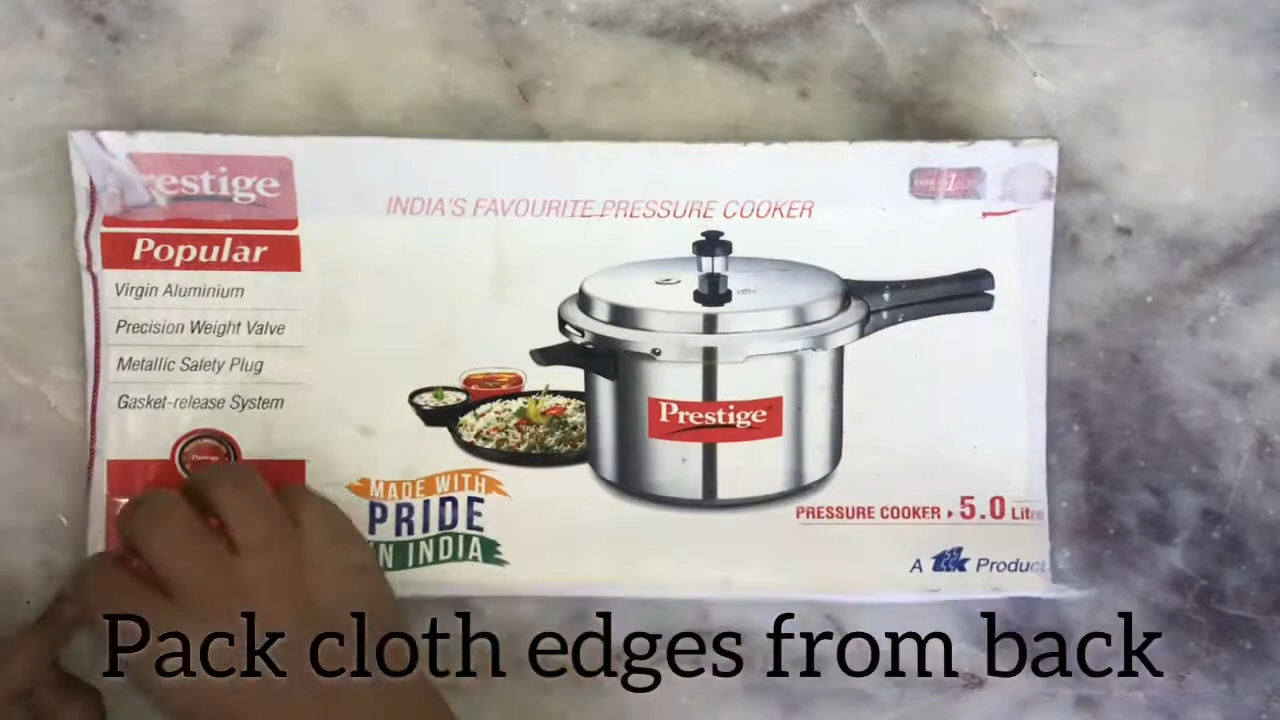 restige
INDIA'S FAVOURITE PRESSURE COOKER
Popular
Virgin Aluminium
Precision Weight Valve
Metallic Safety Plug
Gasket-release System
Prestige
MADE WITH
PRIDE
IN INDIA
PRESSURE COOKER 5.0 Litre
A Product
Pack cloth edges from back